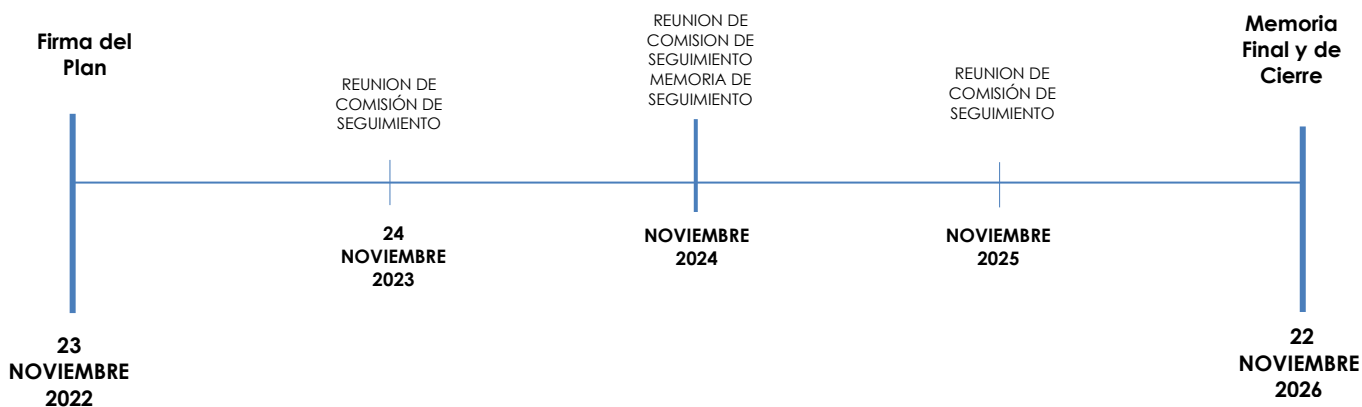 Firma del
Plan
23
NOVIEMBRE
2022
REUNION DE
COMISIÓN DE
SEGUIMIENTO
24
NOVIEMBRE
2023
REUNION DE
COMISION DE
SEGUIMIENTO
MEMORIA DE
SEGUIMIENTO
NOVIEMBRE
2024
REUNION DE
COMISIÓN DE
SEGUIMIENTO
NOVIEMBRE
2025
Memoria
Final y de
Cierre
22
NOVIEMBRE
2026